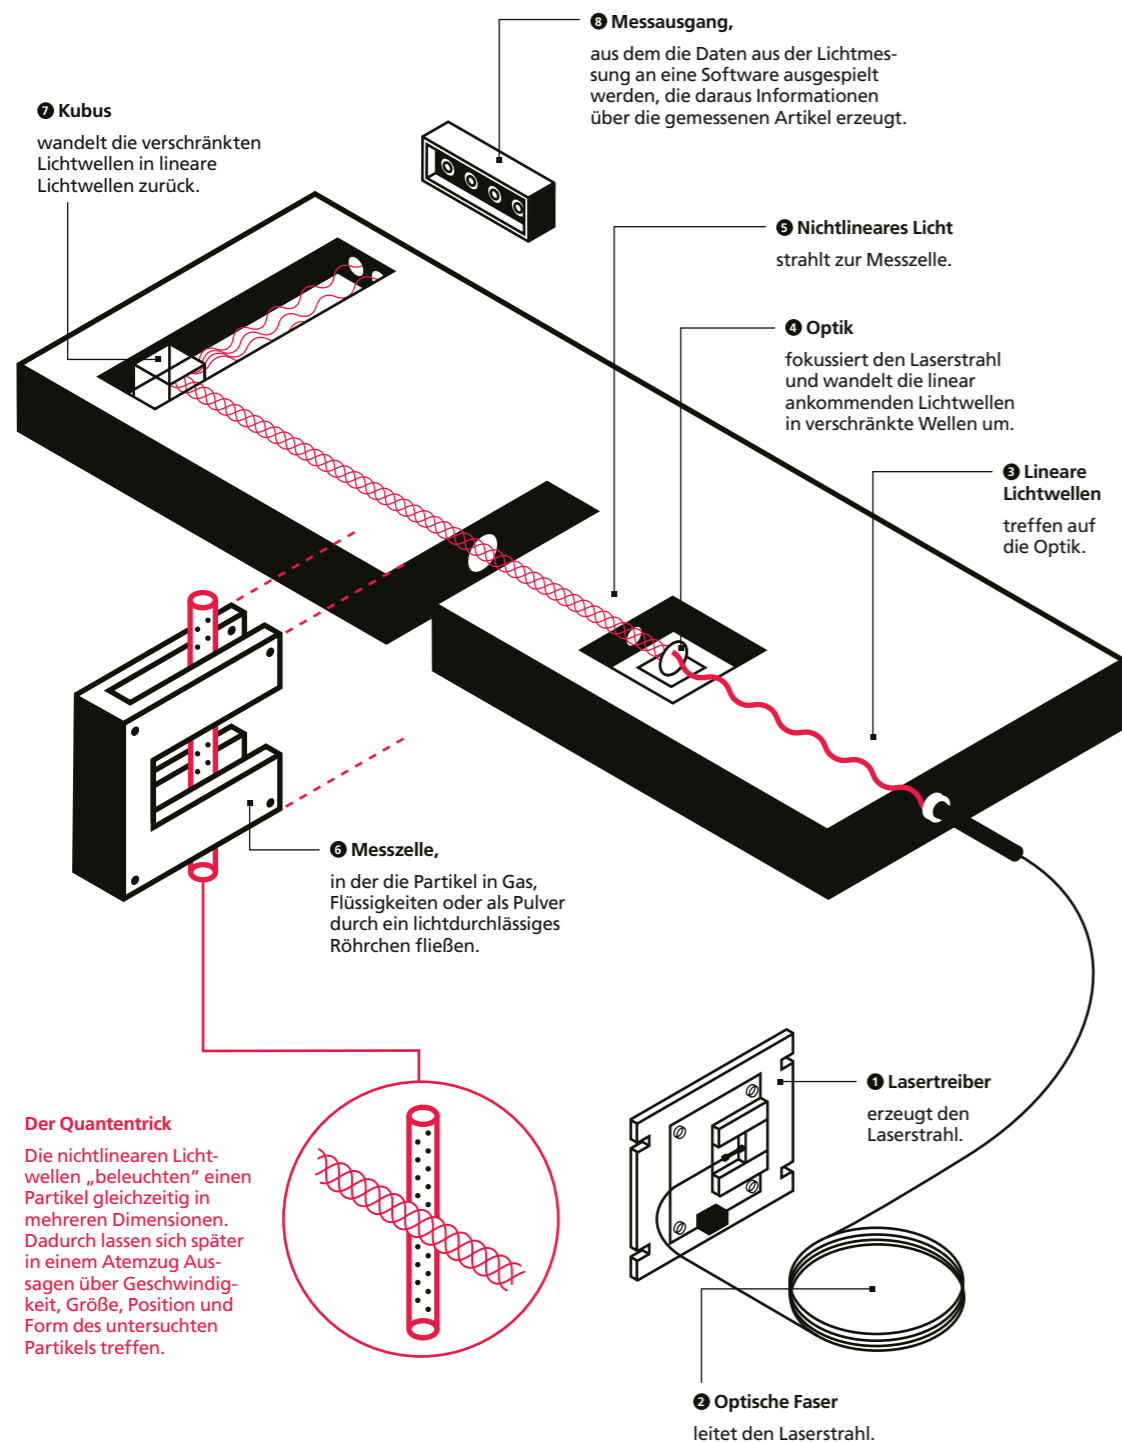 ❽ Messausgang,
aus dem die Daten aus der Lichtmes-
sung an eine Software ausgespielt
werden, die daraus Informationen
über die gemessenen Artikel erzeugt.
❼ Kubus
wandelt die verschränkten
Lichtwellen in lineare
Lichtwellen zurück.
❺ Nichtlineares Licht
strahlt zur Messzelle.
❹ Optik
fokussiert den Laserstrahl
und wandelt die linear
ankommenden Lichtwellen
in verschränkte Wellen um.
❸ Lineare
Lichtwellen
treffen auf
die Optik.
❻ Messzelle,
in der die Partikel in Gas,
Flüssigkeiten oder als Pulver
durch ein lichtdurchlässiges
Röhrchen fließen.
❶ Lasertreiber
erzeugt den
Laserstrahl.
Der Quantentrick
Die nichtlinearen Licht-
wellen „beleuchten“ einen
Partikel gleichzeitig in
mehreren Dimensionen.
Dadurch lassen sich später
in einem Atemzug Aus-
sagen über Geschwindig-
keit, Größe, Position und
Form des untersuchten
Partikels treffen.
❷ Optische Faser
leitet den Laserstrahl.